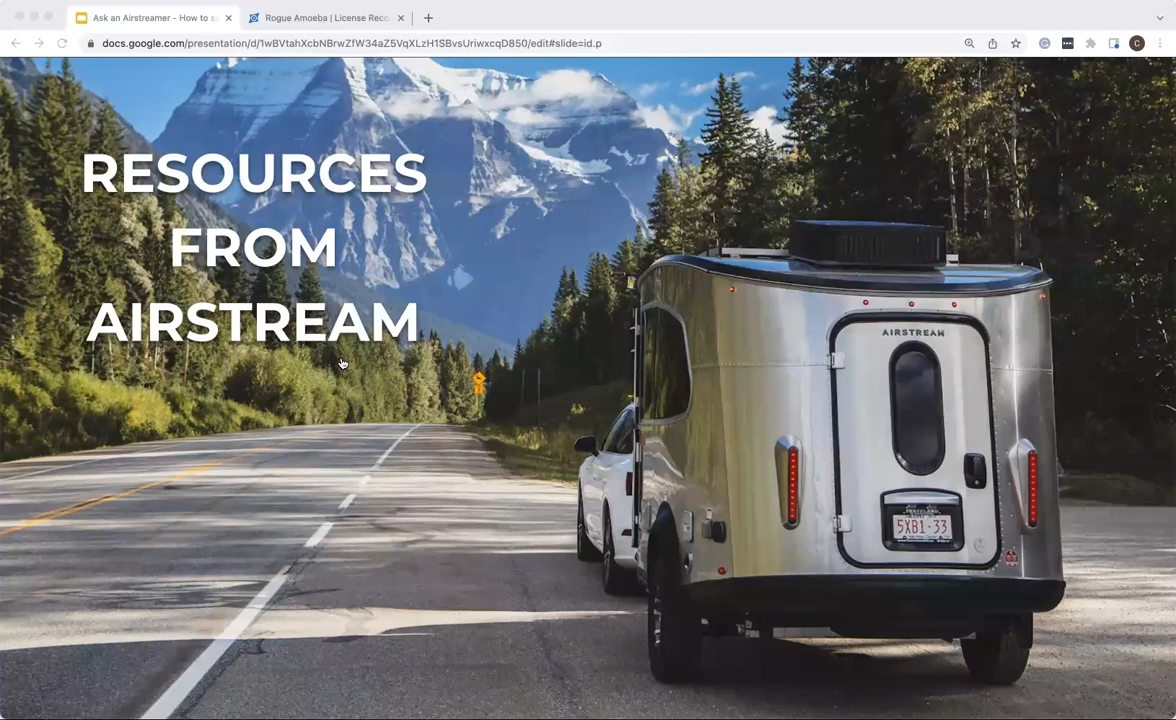 Ask an Airstreamer - How to s
Rogue Amoeba | License Reco
docs.google.com/presentation/d/1wBVtahXcbNBrwZfW34aZ5VqXLzH1SBvsUriwxcqD850/edit#slide=id.p
C
RESOURCES
FROM
AIRSTREAM
AIRSTREAM
5XB1-33